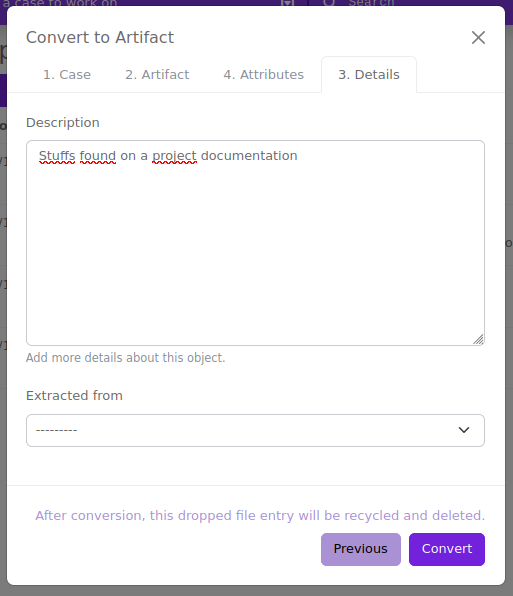 a case to work on
Search
Convert to Artifact
1. Case
2. Artifact
4. Attributes
3. Details
Description
Stuffs found on a project documentation
Add more details about this object.
Extracted from
---------
After conversion, this dropped file entry will be recycled and deleted.
Previous
Convert